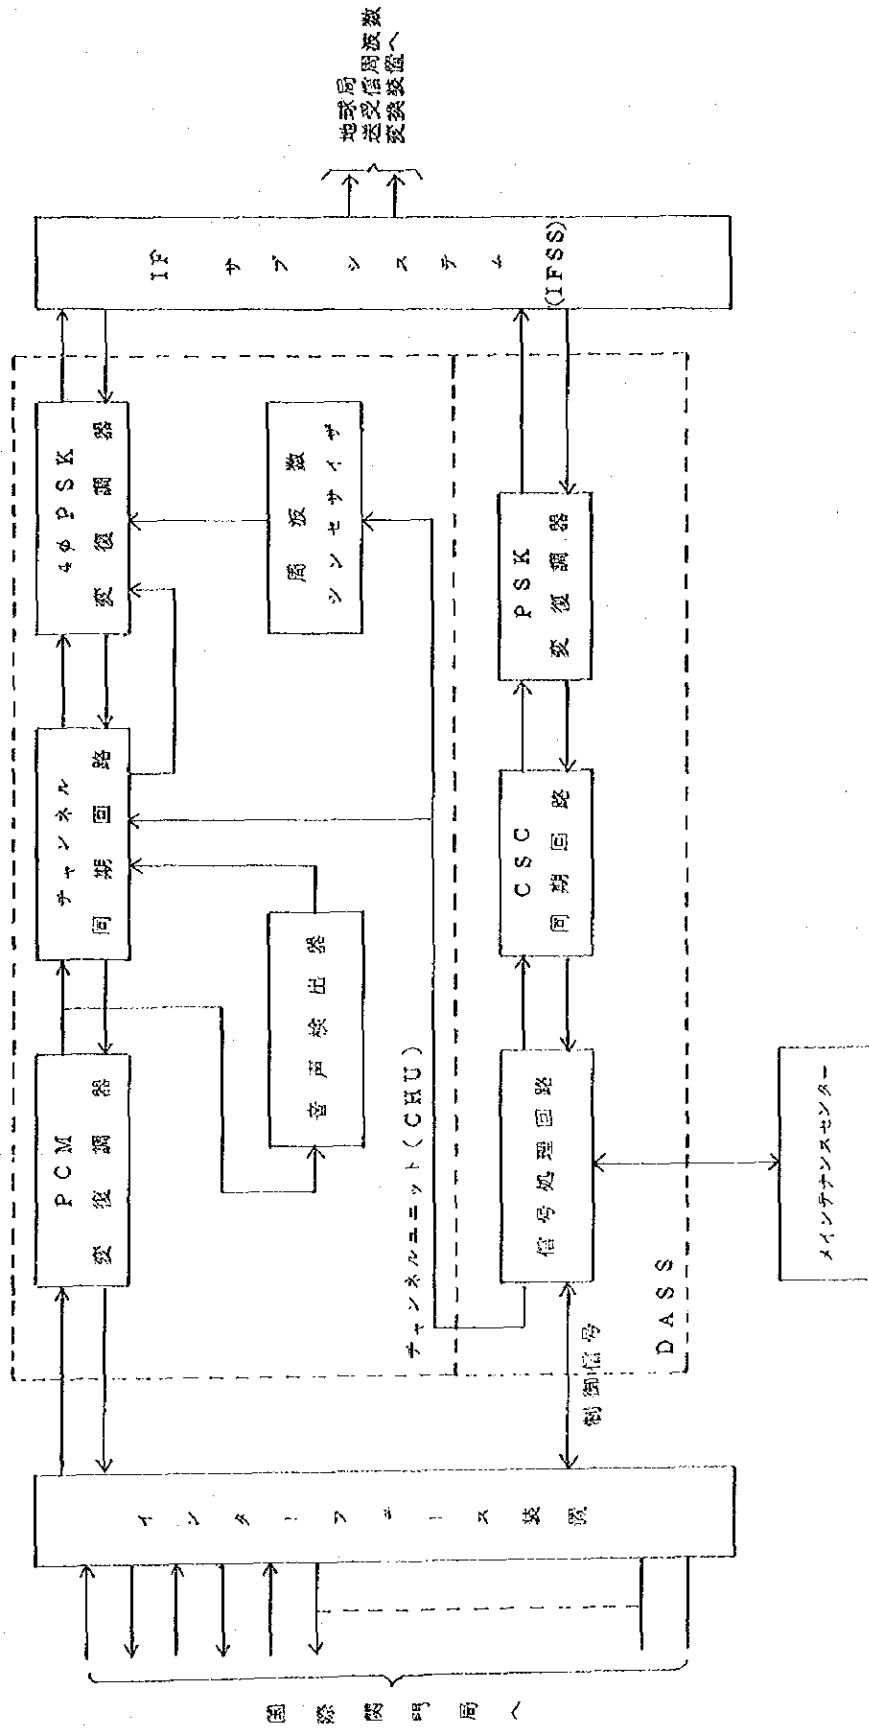 国際関門局へ
インターフェース装置
PCM
変復調器
チャンネル
同期回路
4φPSK
変復調器
音声検出器
周波数
シンセサイザ
チャンネルユニット(CHU)
制御信号
信号処理回路
CSC
同期回路
PSK
変復調器
DASS
メインテナンスセンター
IFサブシステム
(IFSS)
地球局
送受信周波数
変換装置へ